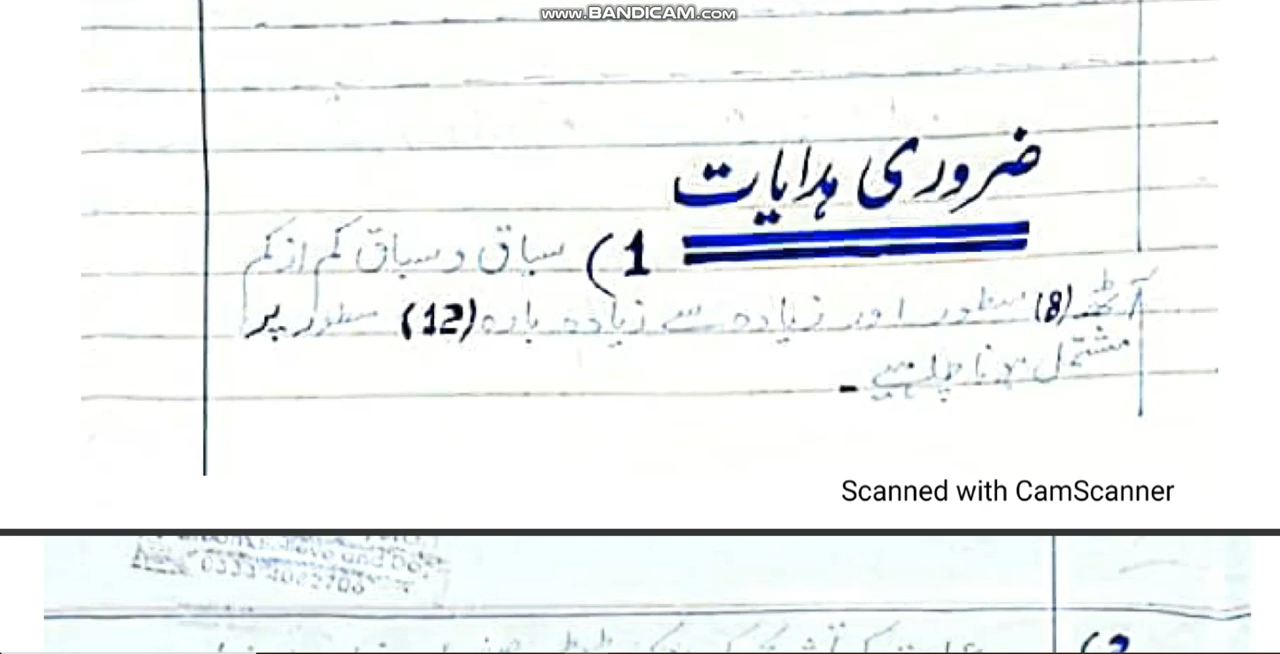 www.BANDICAM.com
ضروری ہدایات
1) سباق و سباق کم از کم
آٹھ (8) سطور اور زیادہ سے زیادہ بارہ (12) سطور پر
مشتمل ہونا چاہیے -
Scanned with CamScanner
(2